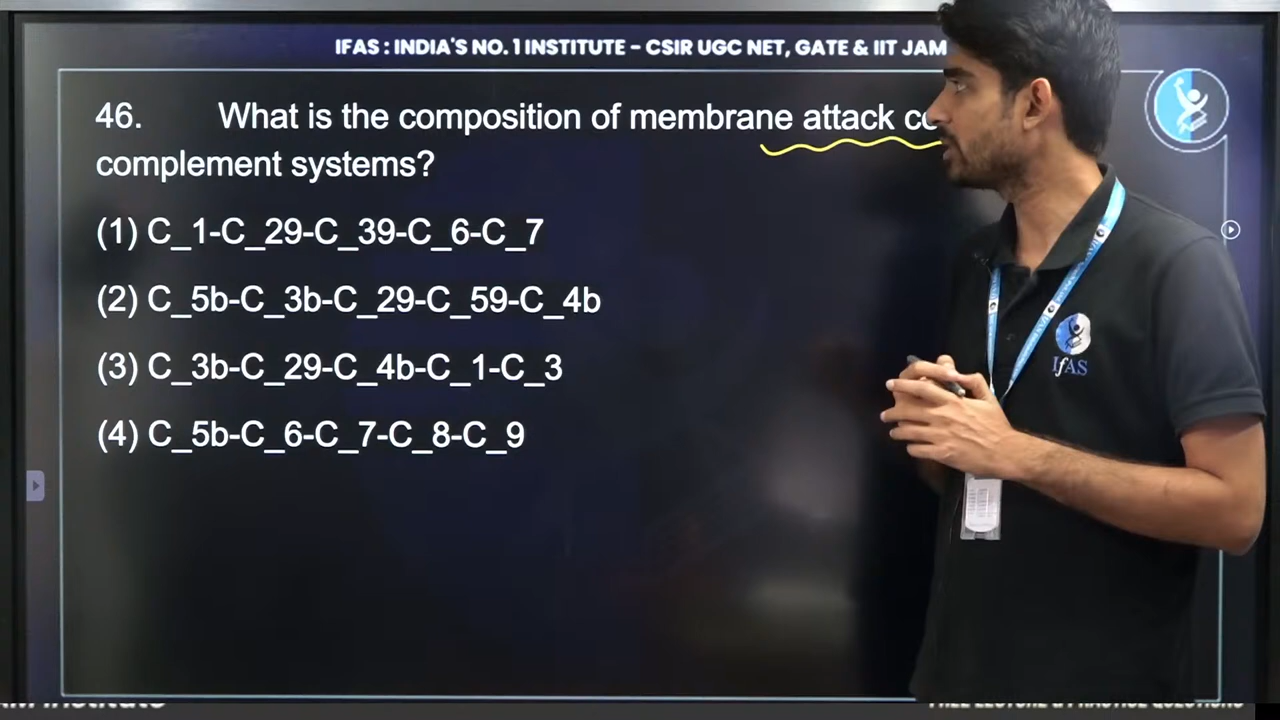 IFAS : INDIA'S NO. 1 INSTITUTE - CSIR UGC NET, GATE & IIT JAM
46. What is the composition of membrane attack
complement systems?
(1) C_1-C_29-C_39-C_6-C_7
(2) C_5b-C_3b-C_29-C_59-C_4b
(3) C_3b-C_29-C_4b-C_1-C_3
(4) C_5b-C_6-C_7-C_8-C_9
IfAS